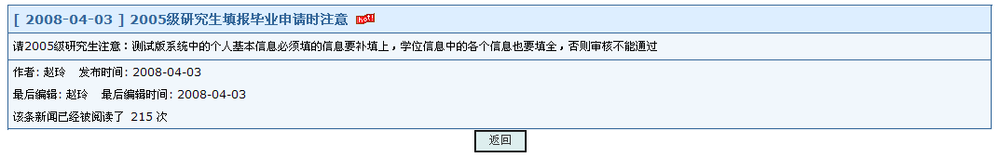 [ 2008-04-03 ] 2005级研究生填报毕业申请时注意 hot!
请2005级研究生注意：测试版系统中的个人基本信息必须填的信息要补填上，学位信息中的各个信息也要填全，否则审核不能通过
作者: 赵玲 发布时间: 2008-04-03
最后编辑: 赵玲 最后编辑时间: 2008-04-03
该条新闻已经被阅读了 215 次
返回